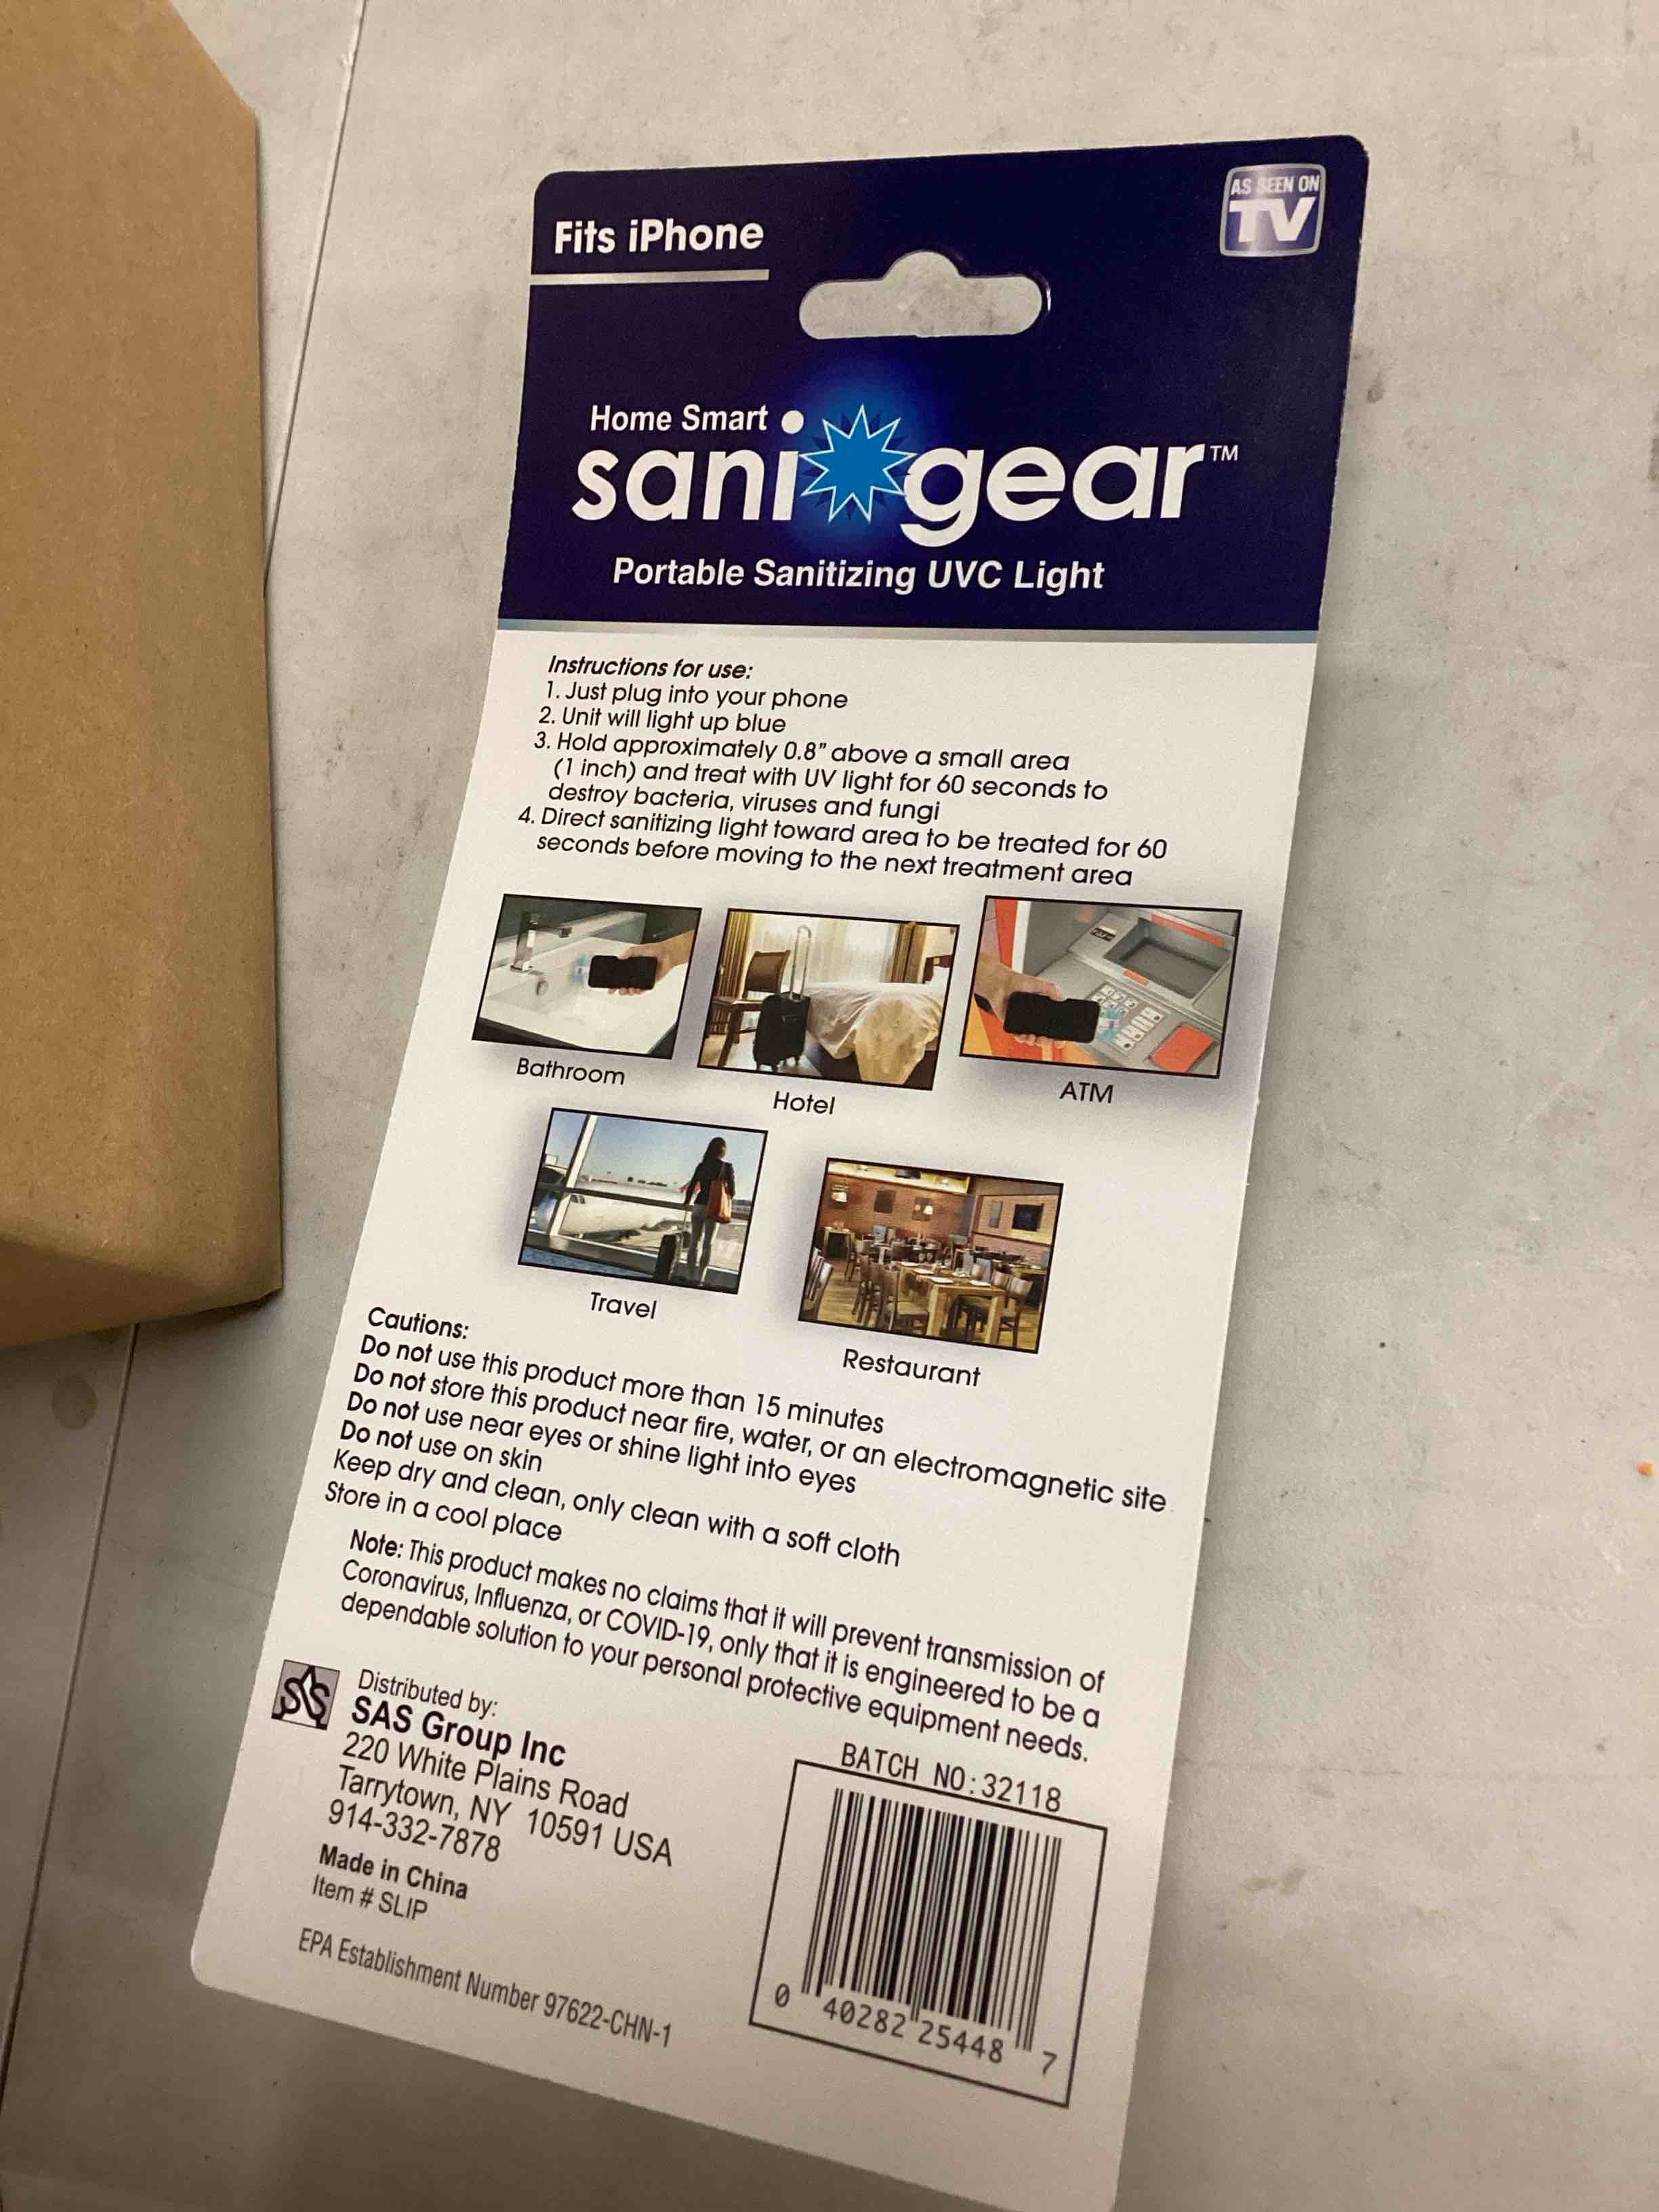 Fits iPhone
AS SEEN ON
TV
Home Smart
sani gear™
Portable Sanitizing UVC Light
Instructions for use:
1. Just plug into your phone
2. Unit will light up blue
3. Hold approximately 0.8" above a small area
(1 inch) and treat with UV light for 60 seconds to
destroy bacteria, viruses and fungi
4. Direct sanitizing light toward area to be treated for 60
seconds before moving to the next treatment area
Bathroom
Hotel
ATM
Travel
Restaurant
Cautions:
Do not use this product more than 15 minutes
Do not store this product near fire, water, or an electromagnetic site
Do not use near eyes or shine light into eyes
Do not use on skin
Keep dry and clean, only clean with a soft cloth
Store in a cool place
Note: This product makes no claims that it will prevent transmission of
Coronavirus, Influenza, or COVID-19, only that it is engineered to be a
dependable solution to your personal protective equipment needs.
SAS
Distributed by:
SAS Group Inc
220 White Plains Road
Tarrytown, NY 10591 USA
914-332-7878
Made in China
Item # SLIP
EPA Establishment Number 97622-CHN-1
BATCH NO:32118
0 40282 25448 7